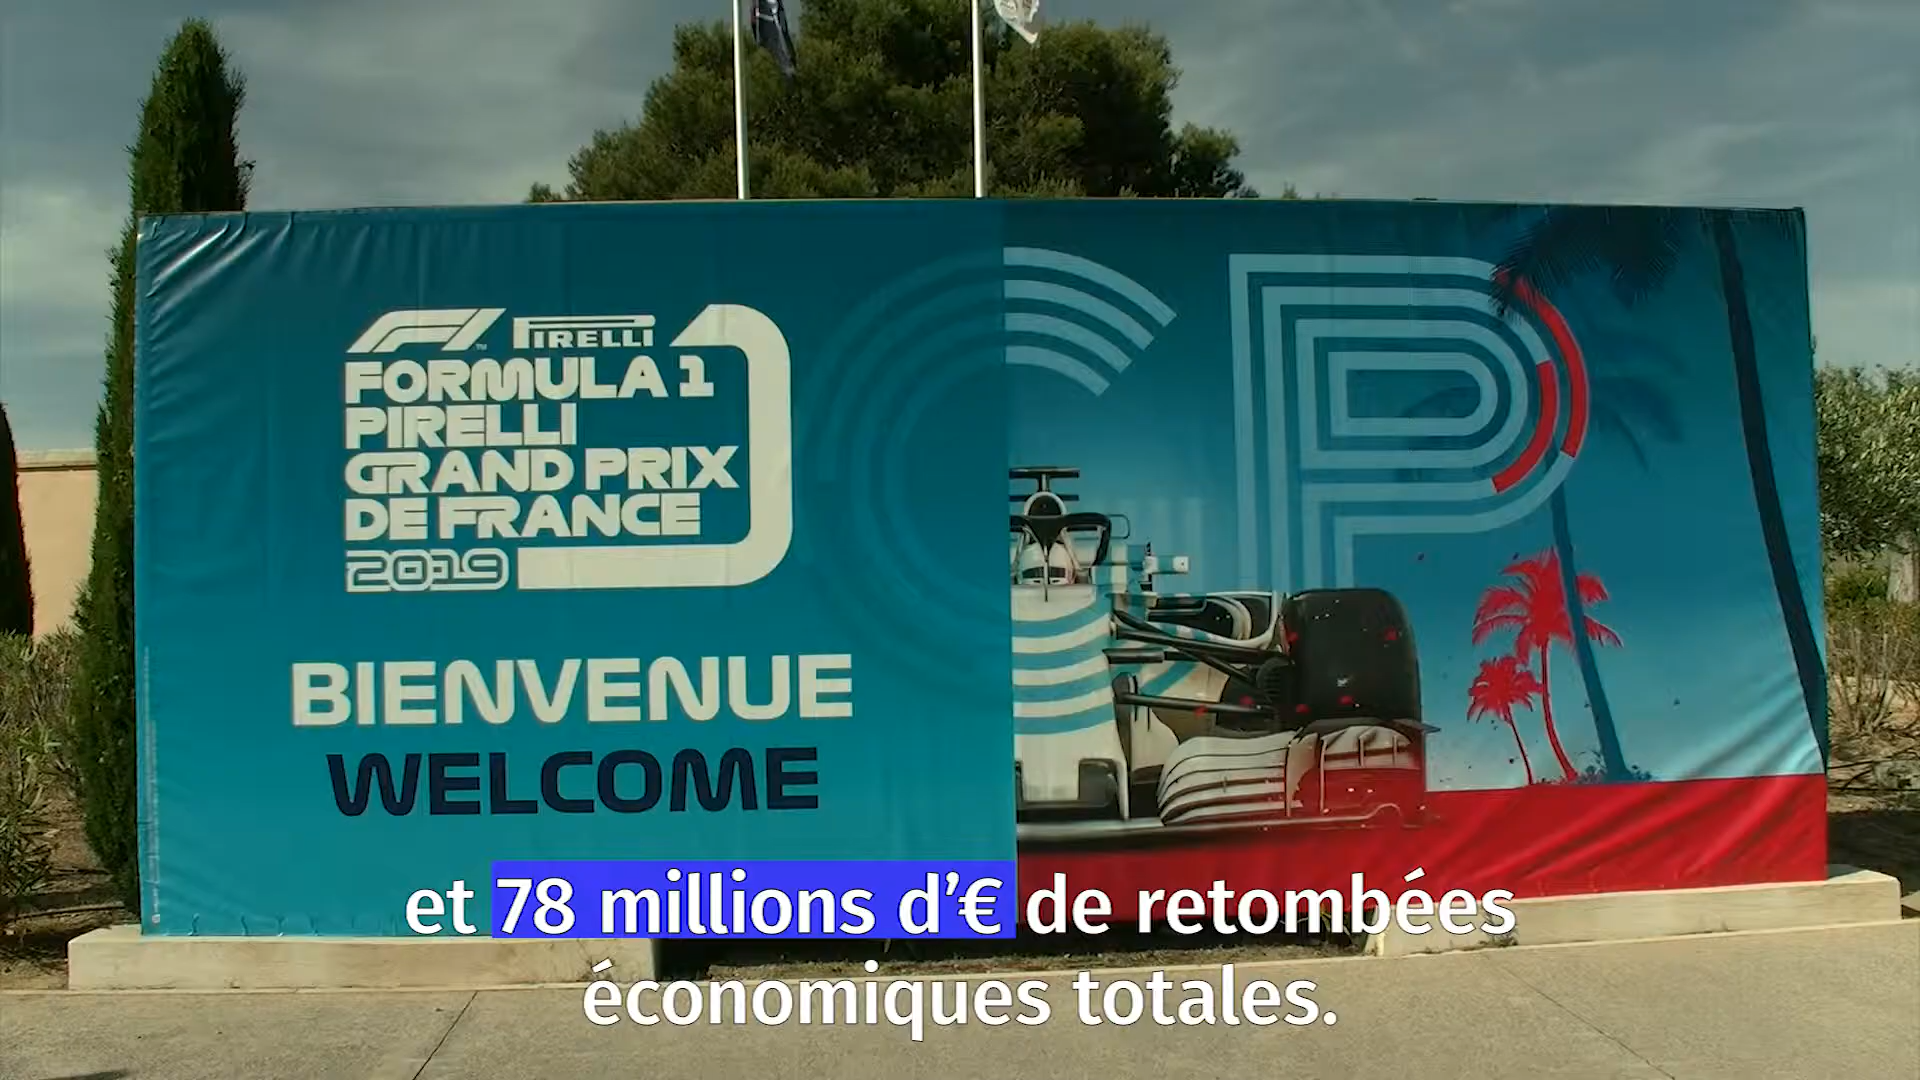 F1 PIRELLI
FORMULA 1
PIRELLI
GRAND PRIX
DE FRANCE
2019
BIENVENUE
WELCOME
GP
et 78 millions d’€ de retombées
économiques totales.